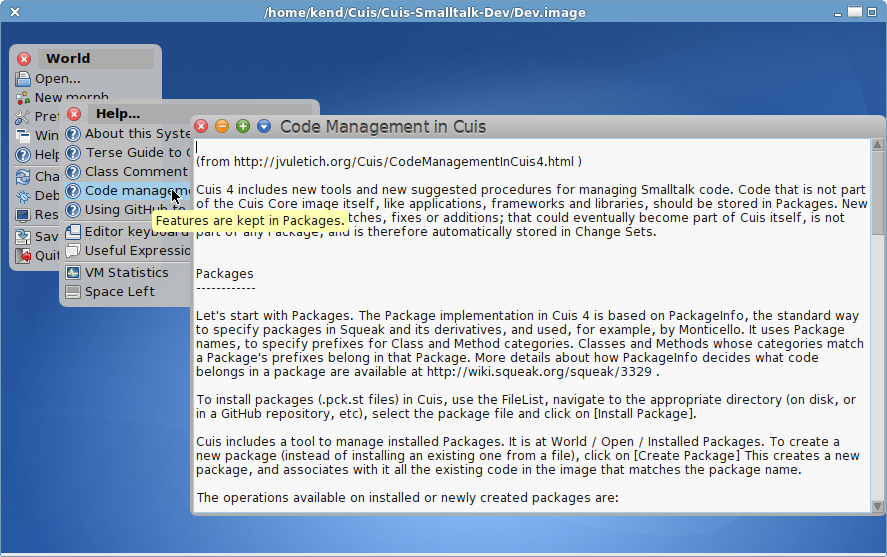 /home/kend/Cuis/Cuis-Smalltalk-Dev/Dev.image
World
Open...
New morph
Pref
Win
Help
Cha
Deb
Res
Sav
Quit
Help...
About this Syste
Terse Guide to C
Class Comment
Code manageme
Using GitHub to
Editor keyboard
Useful Expressio
VM Statistics
Space Left
Features are kept in Packages.
Code Management in Cuis
(from http://jvuletich.org/Cuis/CodeManagementInCuis4.html )
Cuis 4 includes new tools and new suggested procedures for managing Smalltalk code. Code that is not part
of the Cuis Core image itself, like applications, frameworks and libraries, should be stored in Packages. New
tches, fixes or additions; that could eventually become part of Cuis itself, is not
part of any Package, and is therefore automatically stored in Change Sets.
Packages
------------
Let's start with Packages. The Package implementation in Cuis 4 is based on PackageInfo, the standard way
to specify packages in Squeak and its derivatives, and used, for example, by Monticello. It uses Package
names, to specify prefixes for Class and Method categories. Classes and Methods whose categories match
a Package's prefixes belong in that Package. More details about how PackageInfo decides what code
belongs in a package are available at http://wiki.squeak.org/squeak/3329 .
To install packages (.pck.st files) in Cuis, use the FileList, navigate to the appropriate directory (on disk, or
in a GitHub repository, etc), select the package file and click on [Install Package].
Cuis includes a tool to manage installed Packages. It is at World / Open / Installed Packages. To create a
new package (instead of installing an existing one from a file), click on [Create Package] This creates a new
package, and associates with it all the existing code in the image that matches the package name.
The operations available on installed or newly created packages are: